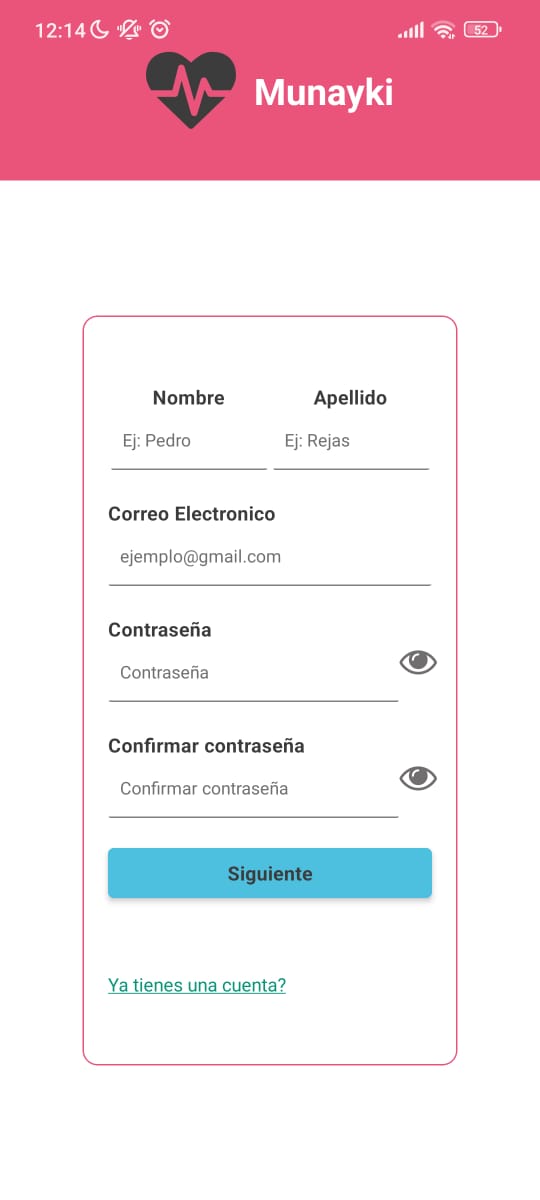 12:14 52
Munayki
Nombre Apellido
Ej: Pedro Ej: Rejas
Correo Electronico
ejemplo@gmail.com
Contraseña
Contraseña
Confirmar contraseña
Confirmar contraseña
Siguiente
Ya tienes una cuenta?